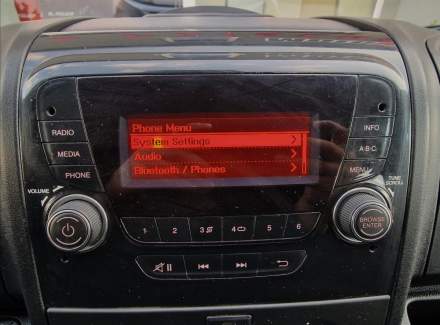 Phone Menu
System Settings
Audio
Bluetooth / Phones
RADIO
MEDIA
PHONE
INFO
A·B·C
MENU
VOLUME
TUNE
SCROLL
BROWSE
ENTER
1 2 3 4 5 6